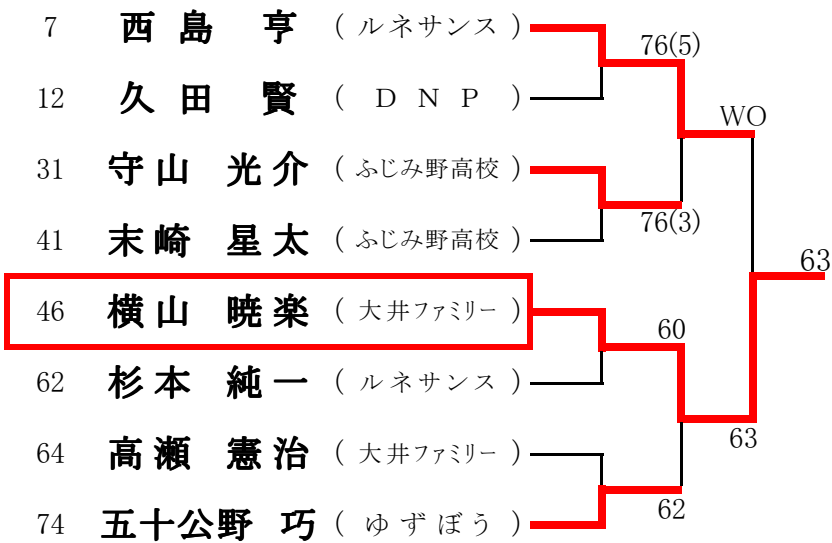 7 西島 亨 ( ルネサンス )
76(5)
12 久田 賢 ( DNP )
WO
31 守山 光介 ( ふじみ野高校 )
76(3)
41 末崎 星太 ( ふじみ野高校 )
63
46 横山 暁楽 ( 大井ファミリー )
60
62 杉本 純一 ( ルネサンス )
63
64 高瀬 憲治 ( 大井ファミリー )
62
74 五十公野 巧 ( ゆずぼう )